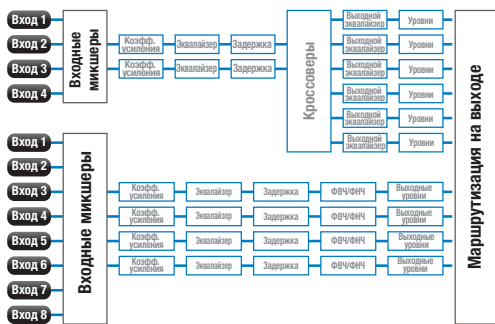 Вход 1
Вход 2
Вход 3
Вход 4
Входные
микшеры
Коэфф.
усиления
Эквалайзер
Задержка
Коэфф.
усиления
Эквалайзер
Задержка
Кроссоверы
Выходной
эквалайзер
Уровни
Выходной
эквалайзер
Уровни
Выходной
эквалайзер
Уровни
Выходной
эквалайзер
Уровни
Выходной
эквалайзер
Уровни
Выходной
эквалайзер
Уровни
Маршрутизация на выходе
Вход 1
Вход 2
Вход 3
Вход 4
Вход 5
Вход 6
Вход 7
Вход 8
Входные микшеры
Коэфф.
усиления
Эквалайзер
Задержка
ФВЧ/ФНЧ
Выходные
уровни
Коэфф.
усиления
Эквалайзер
Задержка
ФВЧ/ФНЧ
Выходные
уровни
Коэфф.
усиления
Эквалайзер
Задержка
ФВЧ/ФНЧ
Выходные
уровни
Коэфф.
усиления
Эквалайзер
Задержка
ФВЧ/ФНЧ
Выходные
уровни